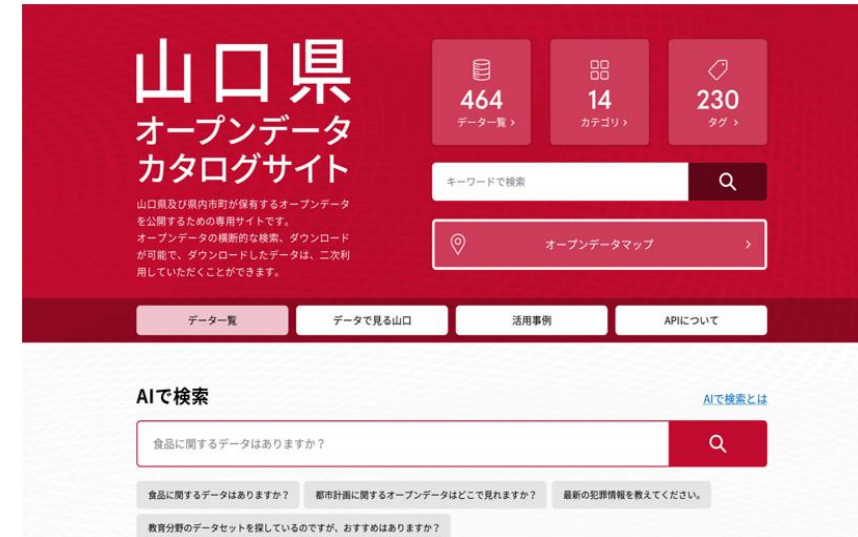 山口県
オープンデータ
カタログサイト
山口県及び県内市町が保有するオープンデータ
を公開するための専用サイトです。
オープンデータの横断的な検索、ダウンロード
が可能で、ダウンロードしたデータは、二次利
用していただくことができます。
464
データ一覧 ›
14
カテゴリ ›
230
タグ ›
キーワードで検索
オープンデータマップ ›
データ一覧
データで見る山口
活用事例
APIについて
AIで検索
AIで検索とは
食品に関するデータはありますか？
食品に関するデータはありますか？
都市計画に関するオープンデータはどこで見れますか？
最新の犯罪情報を教えてください。
教育分野のデータセットを探しているのですが、おすすめはありますか？